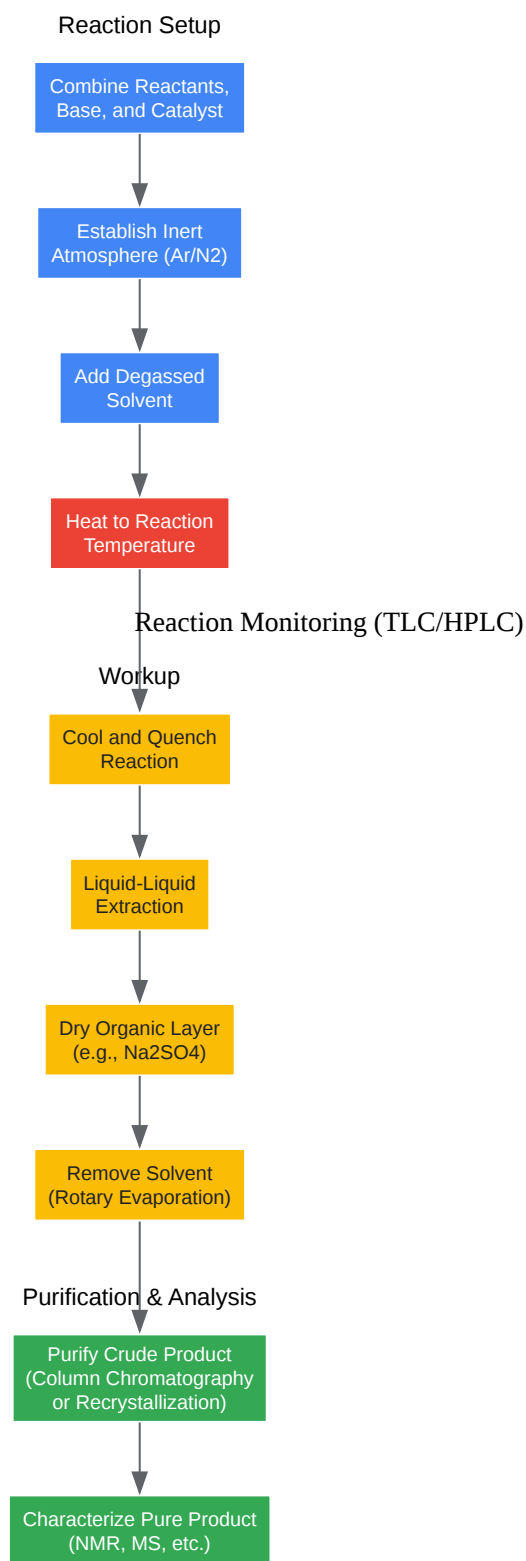 Reaction Setup
Combine Reactants,
Base, and Catalyst
Establish Inert
Atmosphere (Ar/N2)
Add Degassed
Solvent
Heat to Reaction
Temperature
Reaction Monitoring (TLC/HPLC)
Workup
Cool and Quench
Reaction
Liquid-Liquid
Extraction
Dry Organic Layer
(e.g., Na2SO4)
Remove Solvent
(Rotary Evaporation)
Purification & Analysis
Purify Crude Product
(Column Chromatography
or Recrystallization)
Characterize Pure Product
(NMR, MS, etc.)